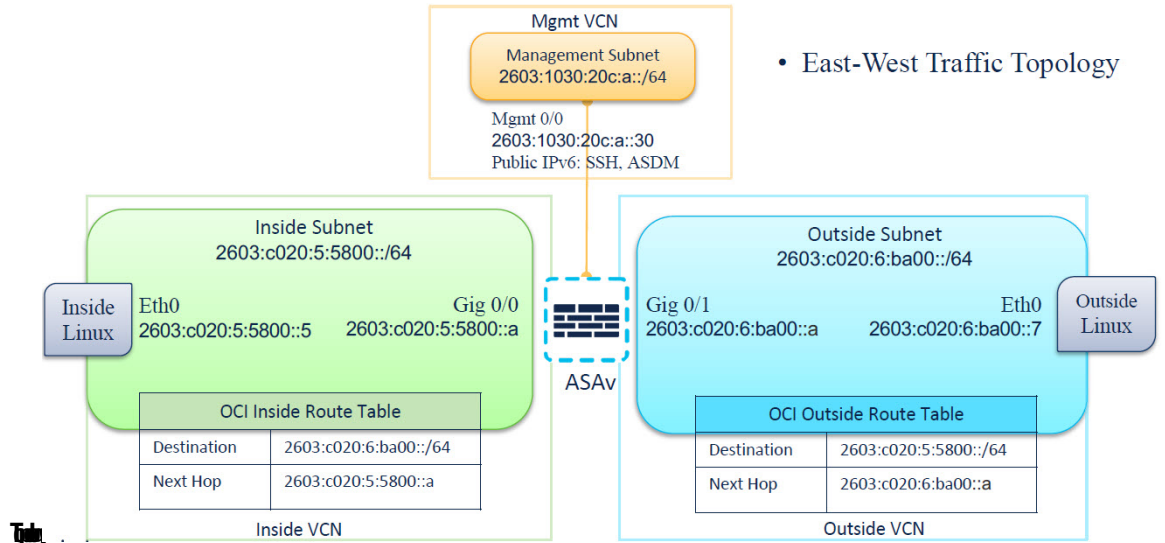 Mgmt VCN
Management Subnet
2603:1030:20c:a::/64
• East-West Traffic Topology
Mgmt 0/0
2603:1030:20c:a::30
Public IPv6: SSH, ASDM
Inside Subnet
2603:c020:5:5800::/64
Outside Subnet
2603:c020:6:ba00::/64
Inside
Linux
Eth0
2603:c020:5:5800::5
Gig 0/0
2603:c020:5:5800::a
ASAv
Gig 0/1
2603:c020:6:ba00::a
Eth0
2603:c020:6:ba00::7
Outside
Linux
OCI Inside Route Table
Destination 2603:c020:6:ba00::/64
Next Hop 2603:c020:5:5800::a
Inside VCN
OCI Outside Route Table
Destination 2603:c020:5:5800::/64
Next Hop 2603:c020:6:ba00::a
Outside VCN